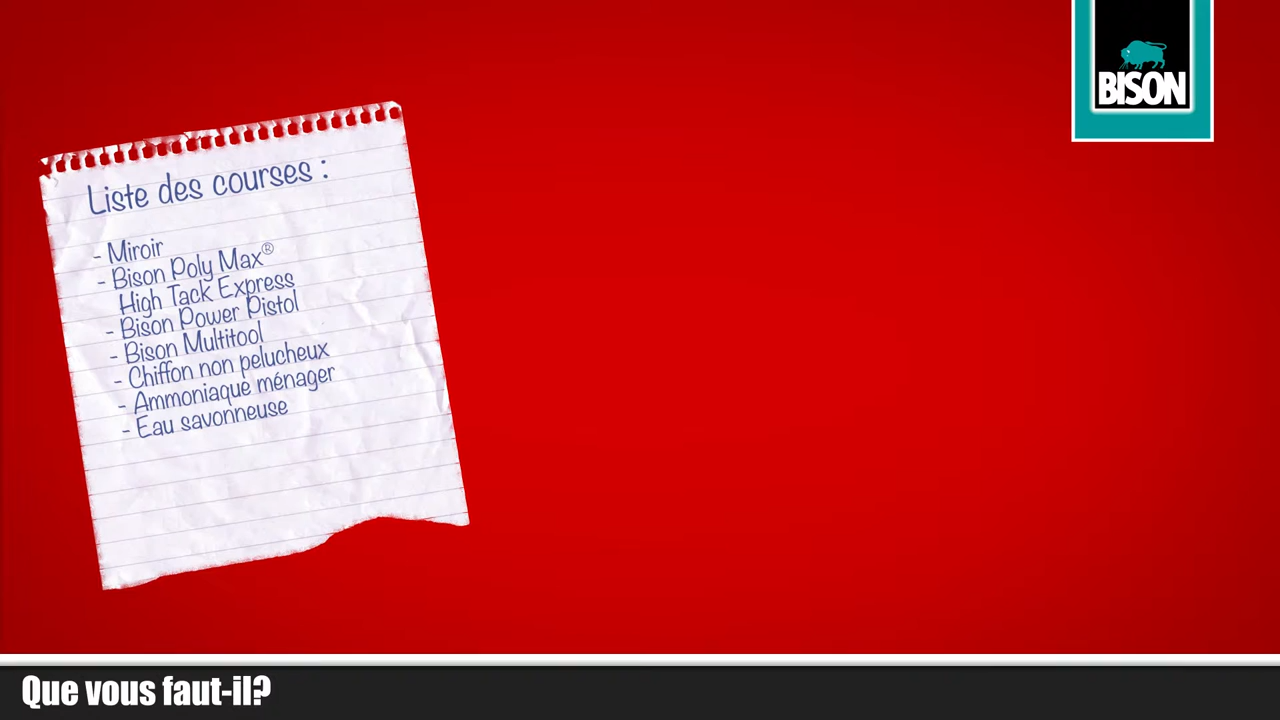 BISON
Liste des courses :
- Miroir
- Bison Poly Max®
High Tack Express
- Bison Power Pistol
- Bison Multitool
- Chiffon non pelucheux
- Ammoniaque ménager
- Eau savonneuse
Que vous faut-il?